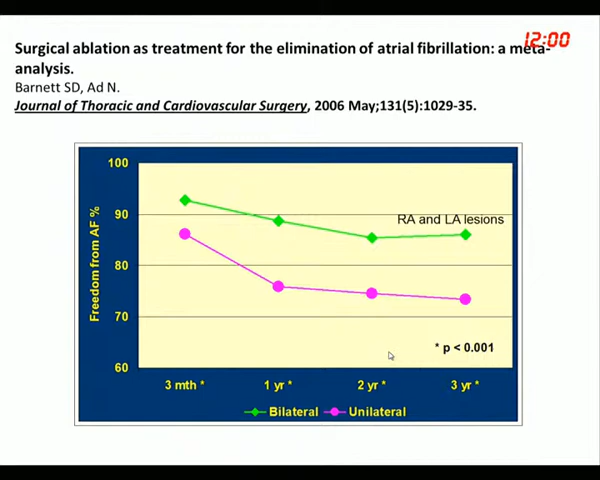 12:00
Surgical ablation as treatment for the elimination of atrial fibrillation: a meta-
analysis.
Barnett SD, Ad N.
Journal of Thoracic and Cardiovascular Surgery, 2006 May;131(5):1029-35.
100
90
80
70
60
Freedom from AF %
RA and LA lesions
* p < 0.001
3 mth * 1 yr * 2 yr * 3 yr *
Bilateral Unilateral